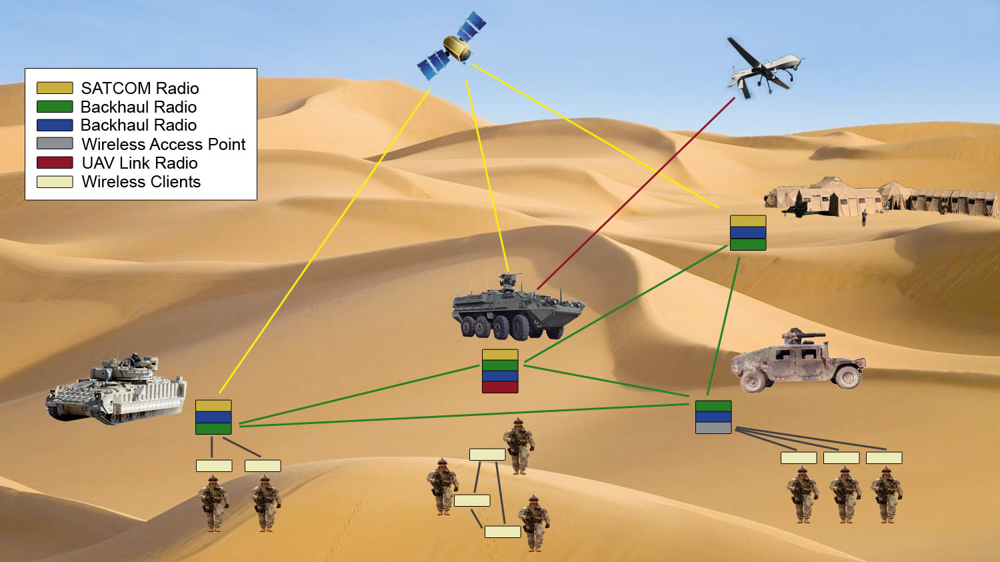 SATCOM Radio
Backhaul Radio
Backhaul Radio
Wireless Access Point
UAV Link Radio
Wireless Clients